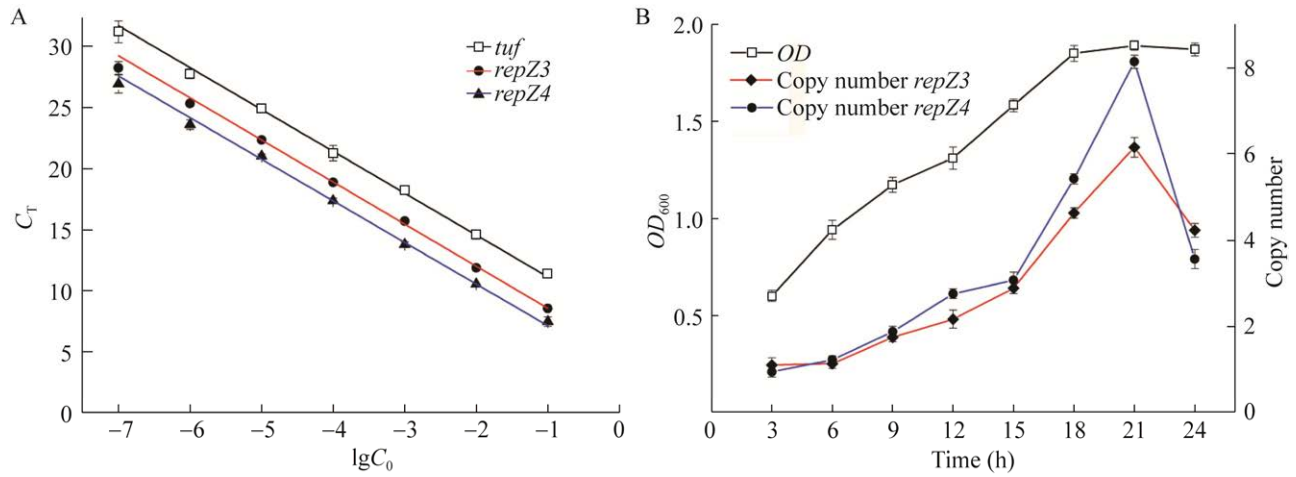 A
30
25
20
15
10
5
0
C_T
−7 −6 −5 −4 −3 −2 −1 0
lgC₀
tuf
repZ3
repZ4
B
2.0
1.5
1.0
0.5
OD₆₀₀
OD
Copy number repZ3
Copy number repZ4
8
6
4
2
0
Copy number
0 3 6 9 12 15 18 21 24
Time (h)